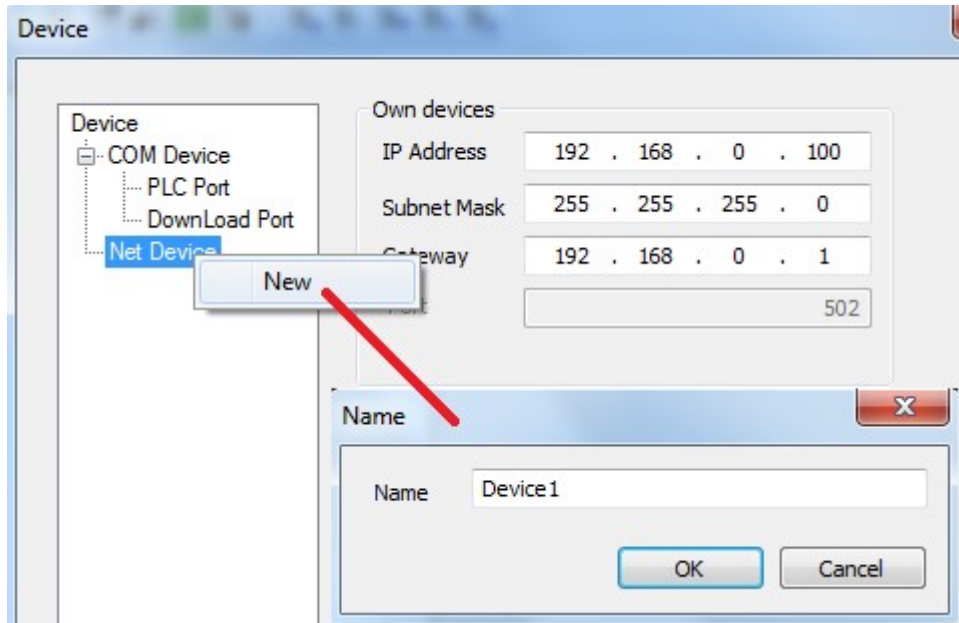 Device
Device
COM Device
PLC Port
DownLoad Port
Net Device
New
Own devices
IP Address 192 . 168 . 0 . 100
Subnet Mask 255 . 255 . 255 . 0
Gateway 192 . 168 . 0 . 1
Port 502
Name
Name Device1
OK Cancel